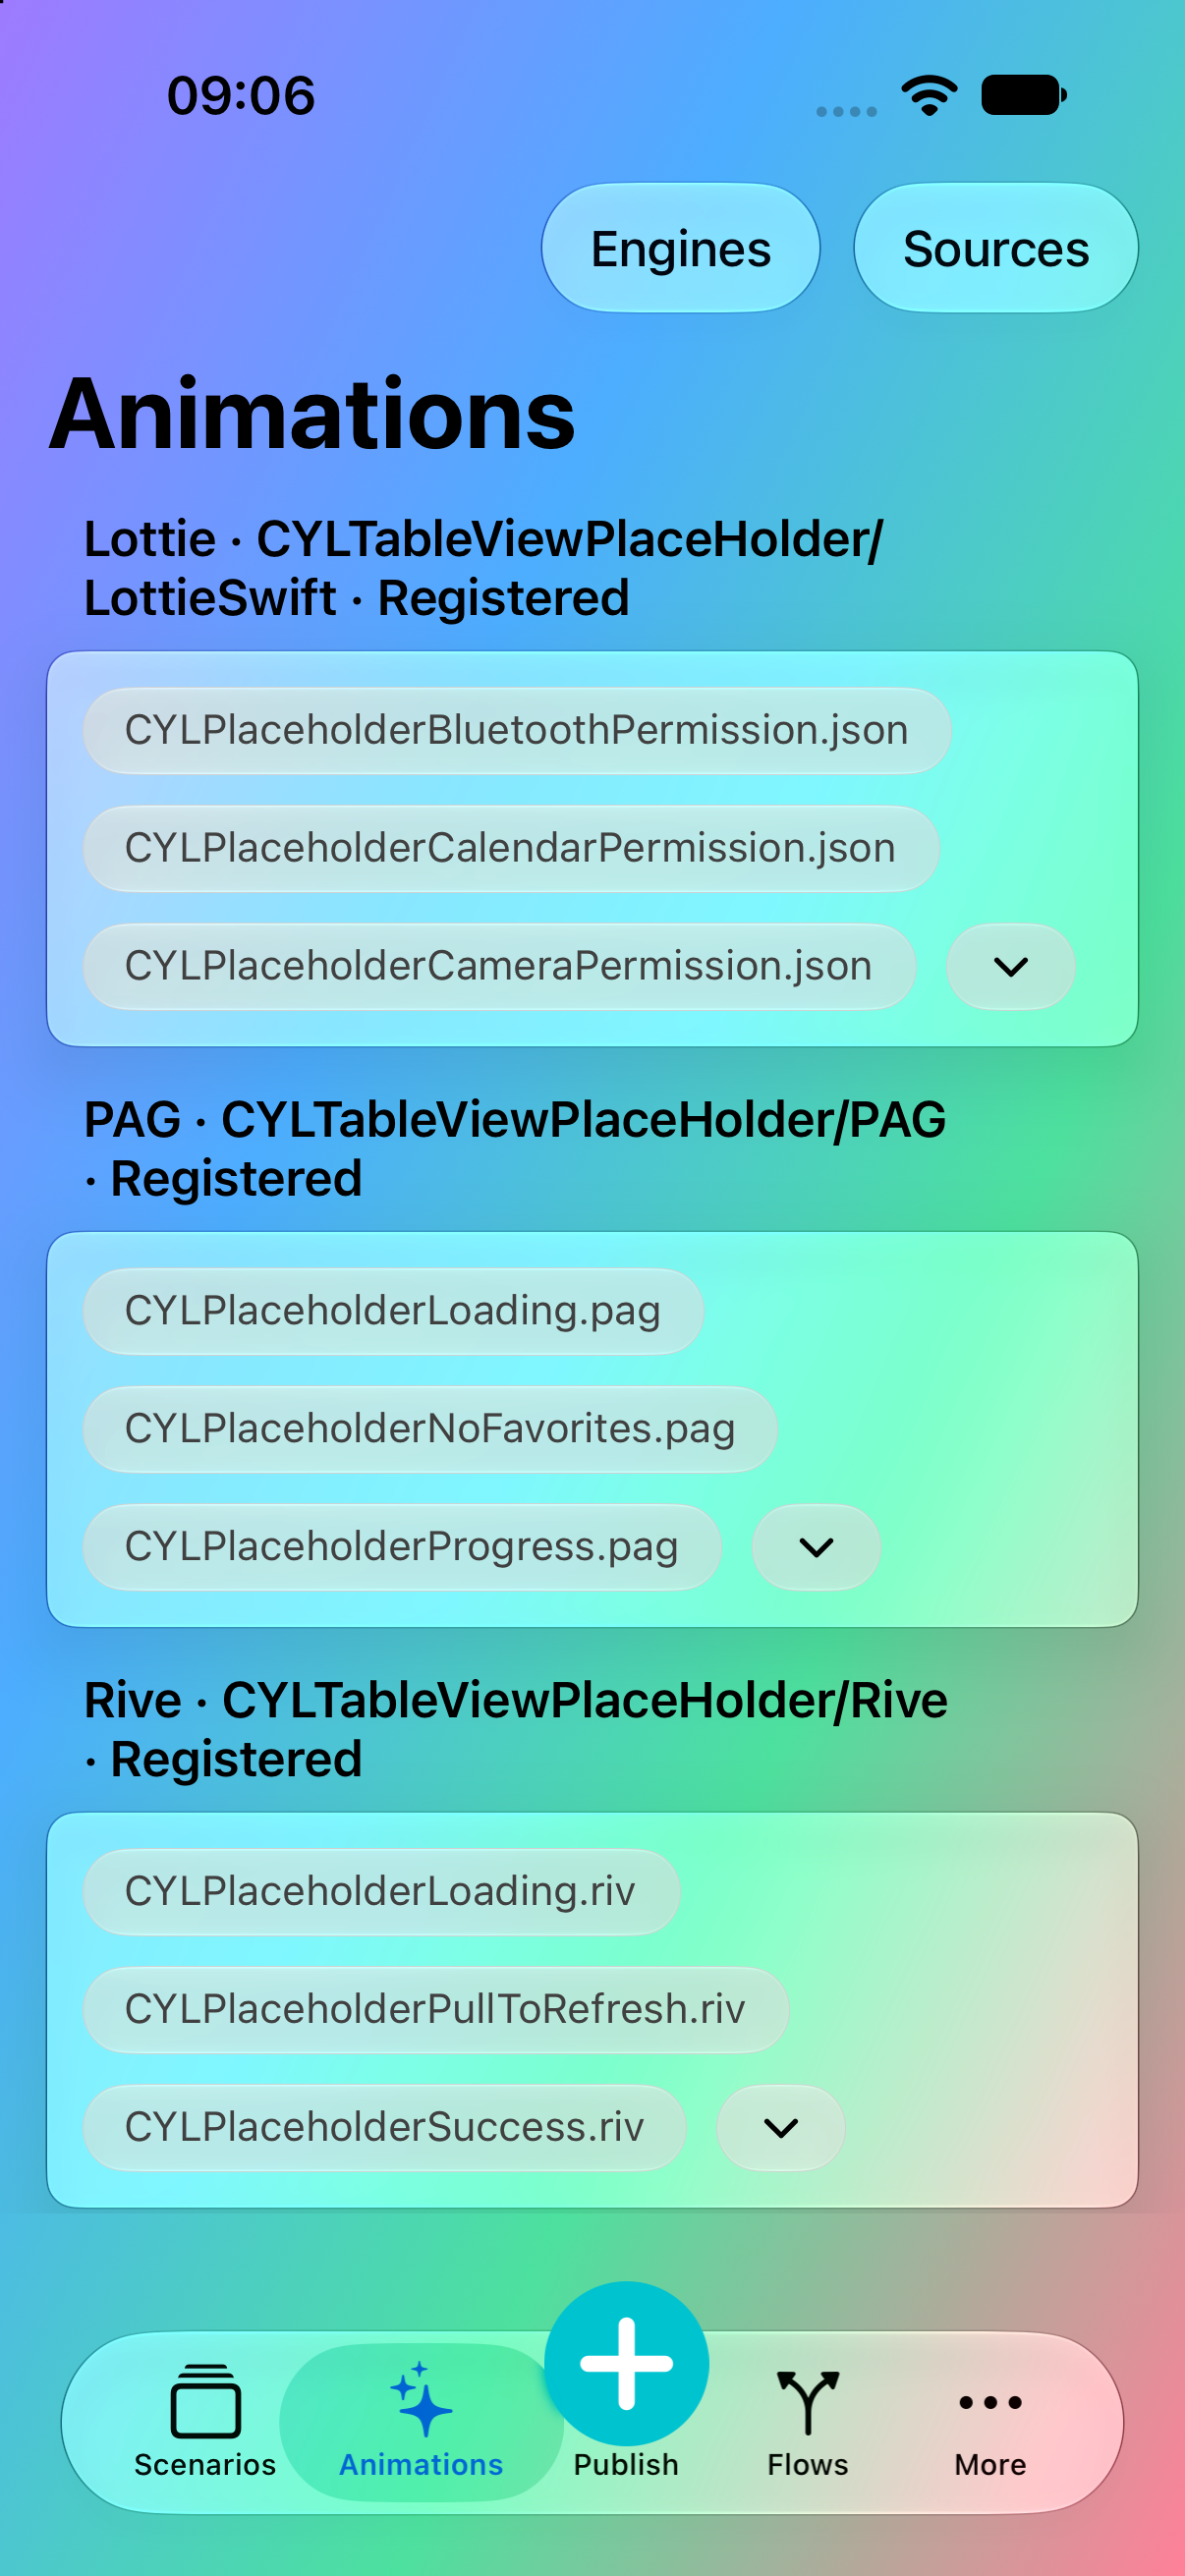 09:06
Engines
Sources
Animations
Lottie · CYLTableViewPlaceHolder/
LottieSwift · Registered
CYLPlaceholderBluetoothPermission.json
CYLPlaceholderCalendarPermission.json
CYLPlaceholderCameraPermission.json
PAG · CYLTableViewPlaceHolder/PAG
· Registered
CYLPlaceholderLoading.pag
CYLPlaceholderNoFavorites.pag
CYLPlaceholderProgress.pag
Rive · CYLTableViewPlaceHolder/Rive
· Registered
CYLPlaceholderLoading.riv
CYLPlaceholderPullToRefresh.riv
CYLPlaceholderSuccess.riv
Scenarios
Animations
Publish
Flows
More